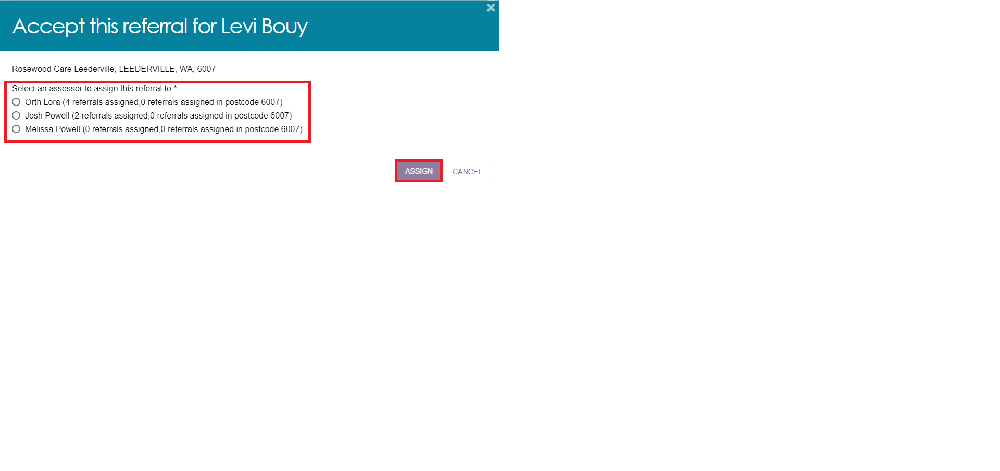 Accept this referral for Levi Bouy
Rosewood Care Leederville, LEEDERVILLE, WA, 6007
Select an assessor to assign this referral to *
Orth Lora (4 referrals assigned,0 referrals assigned in postcode 6007)
Josh Powell (2 referrals assigned,0 referrals assigned in postcode 6007)
Melissa Powell (0 referrals assigned,0 referrals assigned in postcode 6007)
ASSIGN CANCEL